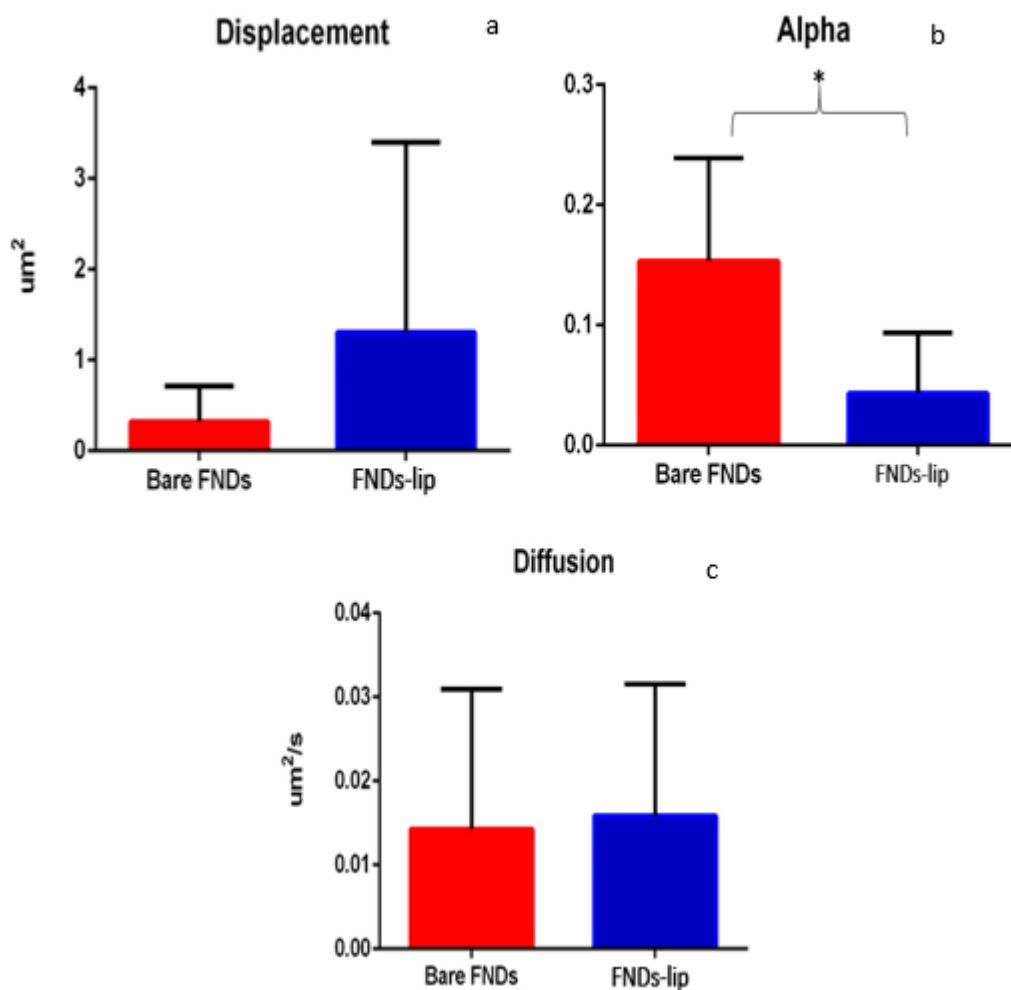 Displacement
a
4
3
2
1
0
um²
Bare FNDs
FNDs-lip
Alpha
b
*
0.3
0.2
0.1
0.0
Bare FNDs
FNDs-lip
Diffusion
c
0.04
0.03
0.02
0.01
0.00
um²/s
Bare FNDs
FNDs-lip